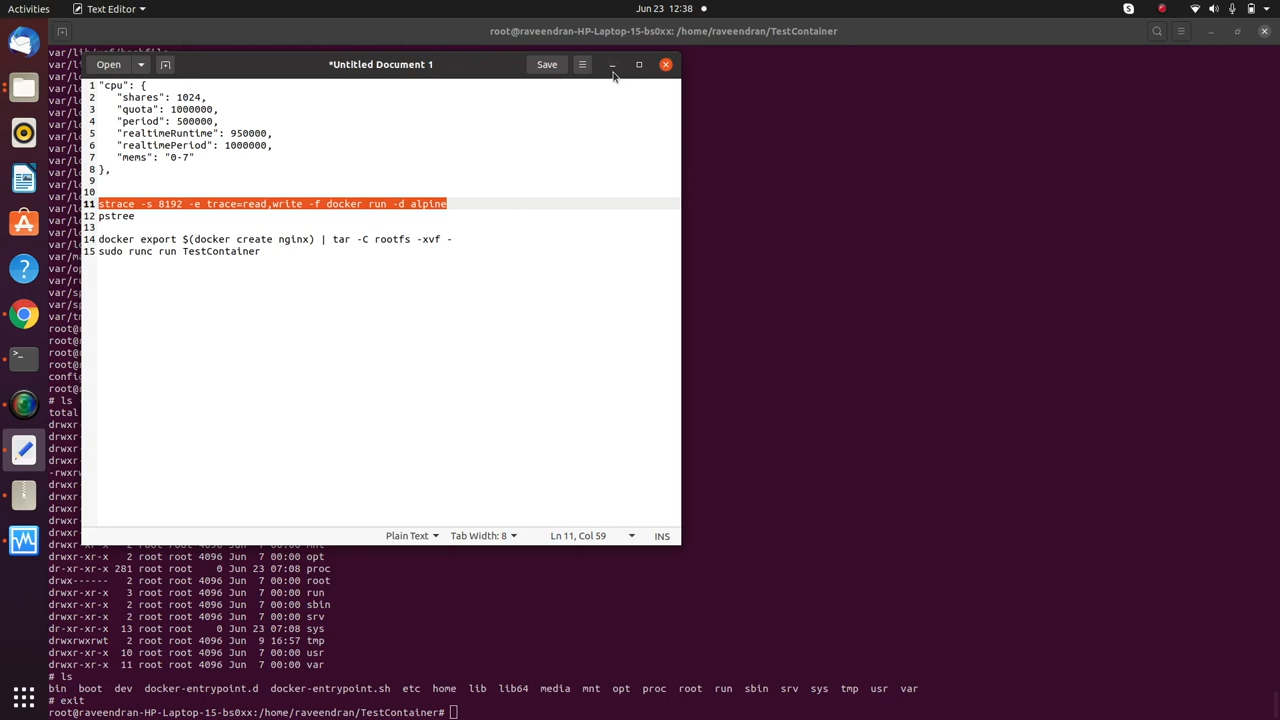 Activities
Text Editor
Jun 23 12:38
root@raveendran-HP-Laptop-15-bs0xx: /home/raveendran/TestContainer
Open
*Untitled Document 1
Save
1 "cpu": {
2 "shares": 1024,
3 "quota": 1000000,
4 "period": 500000,
5 "realtimeRuntime": 950000,
6 "realtimePeriod": 1000000,
7 "mems": "0-7"
8 },
9
10
11 strace -s 8192 -e trace=read,write -f docker run -d alpine
12 pstree
13
14 docker export $(docker create nginx) | tar -C rootfs -xvf -
15 sudo runc run TestContainer
Plain Text
Tab Width: 8
Ln 11, Col 59
INS
# ls
total
drwxr-xr-x 2 root root 4096 Jun 7 00:00 opt
dr-xr-xr-x 281 root root 0 Jun 23 07:08 proc
drwx------ 2 root root 4096 Jun 7 00:00 root
drwxr-xr-x 3 root root 4096 Jun 7 00:00 run
drwxr-xr-x 2 root root 4096 Jun 7 00:00 sbin
drwxr-xr-x 2 root root 4096 Jun 7 00:00 srv
dr-xr-xr-x 13 root root 0 Jun 23 07:08 sys
drwxrwxrwt 2 root root 4096 Jun 9 16:57 tmp
drwxr-xr-x 10 root root 4096 Jun 7 00:00 usr
drwxr-xr-x 11 root root 4096 Jun 7 00:00 var
# ls
bin boot dev docker-entrypoint.d docker-entrypoint.sh etc home lib lib64 media mnt opt proc root run sbin srv sys tmp usr var
# exit
root@raveendran-HP-Laptop-15-bs0xx:/home/raveendran/TestContainer#